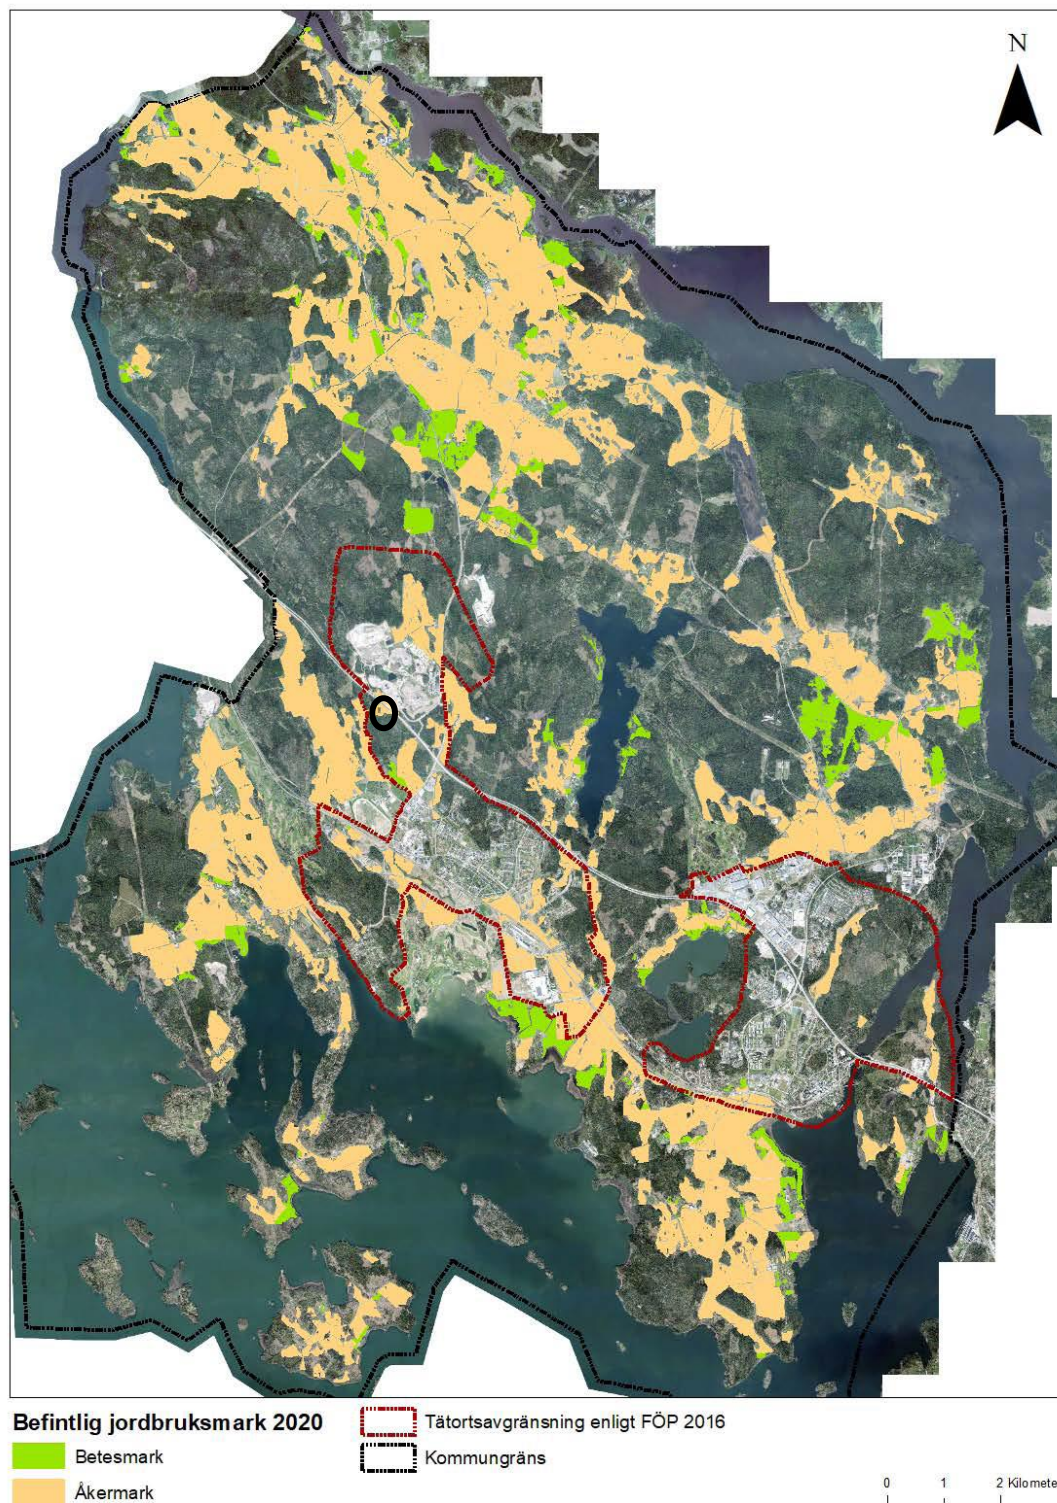 N
Befintlig jordbruksmark 2020
Betesmark
Åkermark
Tätortsavgränsning enligt FÖP 2016
Kommungräns
0 1 2 Kilomete